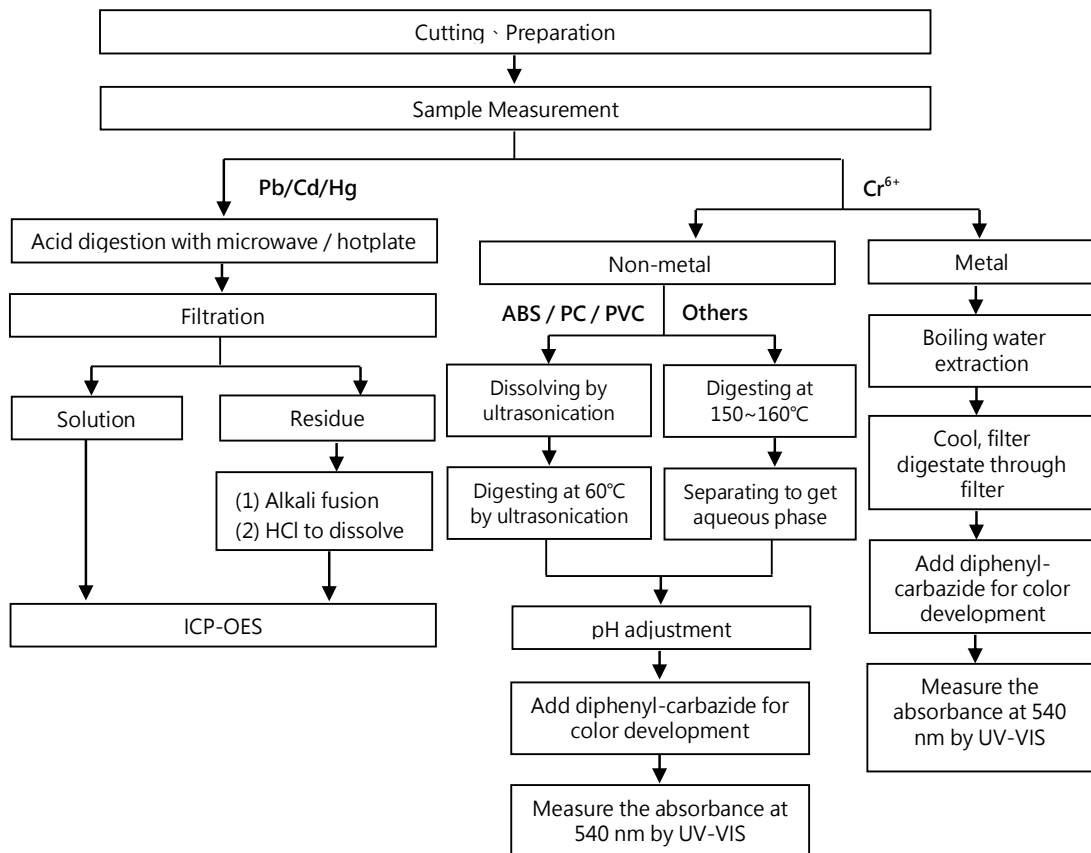 Cutting、Preparation
Sample Measurement
Pb/Cd/Hg
Cr⁶⁺
Acid digestion with microwave / hotplate
Filtration
Solution
Residue
(1) Alkali fusion
(2) HCl to dissolve
ICP-OES
Non-metal
ABS / PC / PVC
Others
Dissolving by
ultrasonication
Digesting at
150~160℃
Digesting at 60℃
by ultrasonication
Separating to get
aqueous phase
pH adjustment
Add diphenyl-carbazide for
color development
Measure the absorbance at
540 nm by UV-VIS
Metal
Boiling water
extraction
Cool, filter
digestate through
filter
Add diphenyl-
carbazide for color
development
Measure the
absorbance at 540
nm by UV-VIS